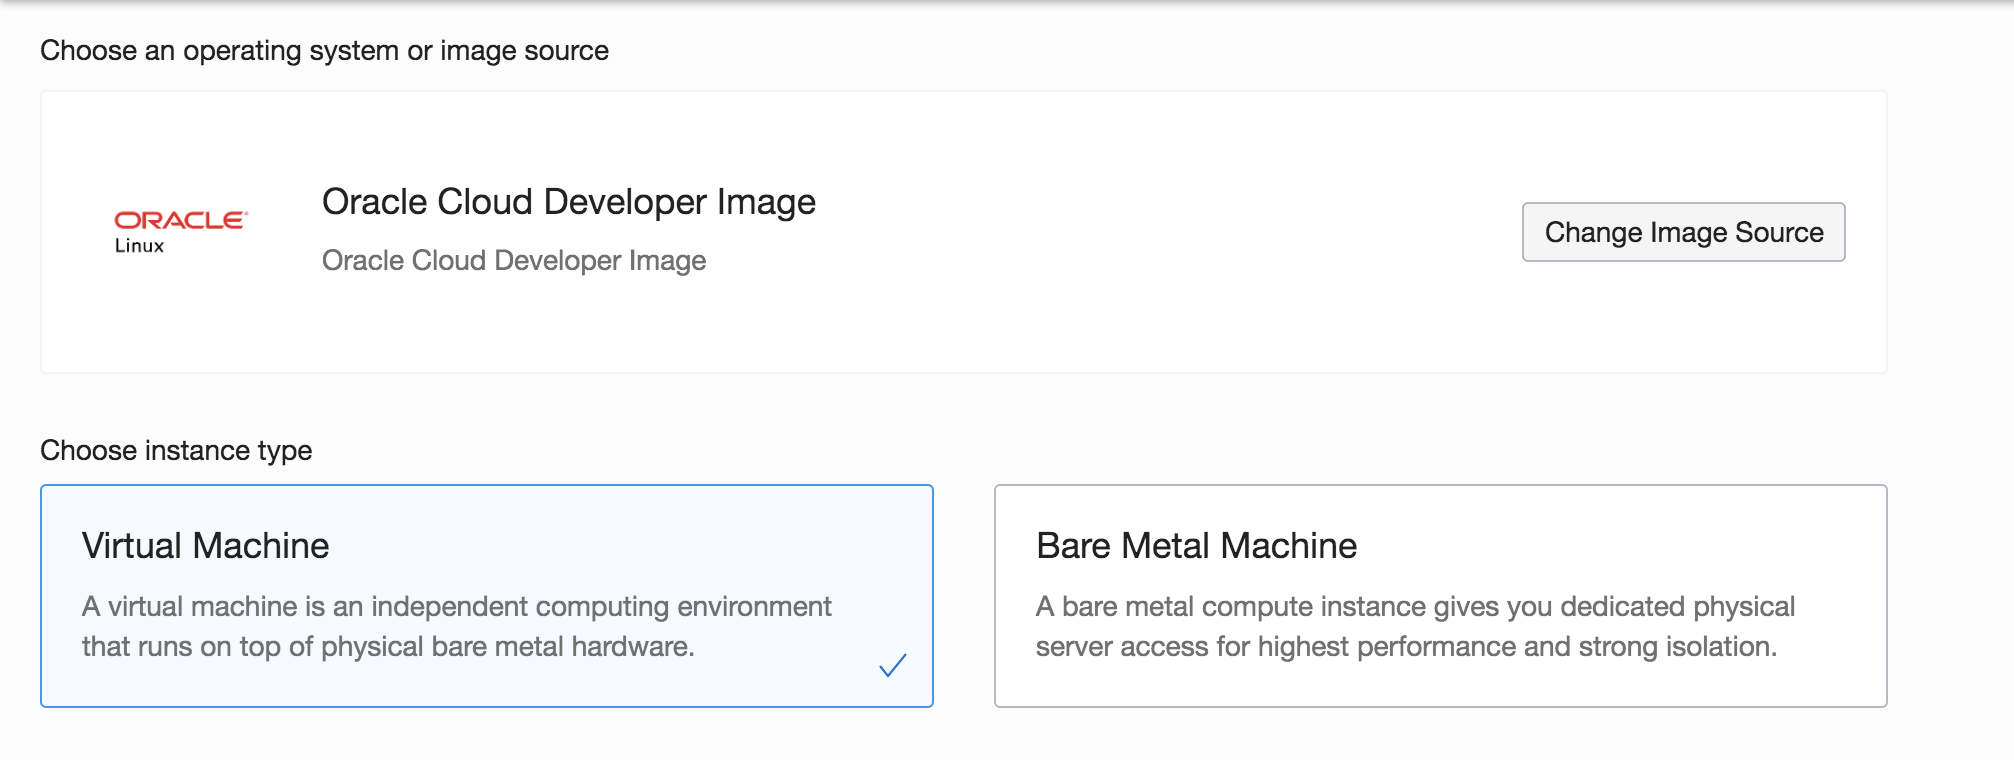 Choose an operating system or image source
Oracle Cloud Developer Image
ORACLE®
Linux
Oracle Cloud Developer Image
Change Image Source
Choose instance type
Virtual Machine
A virtual machine is an independent computing environment
that runs on top of physical bare metal hardware.
Bare Metal Machine
A bare metal compute instance gives you dedicated physical
server access for highest performance and strong isolation.